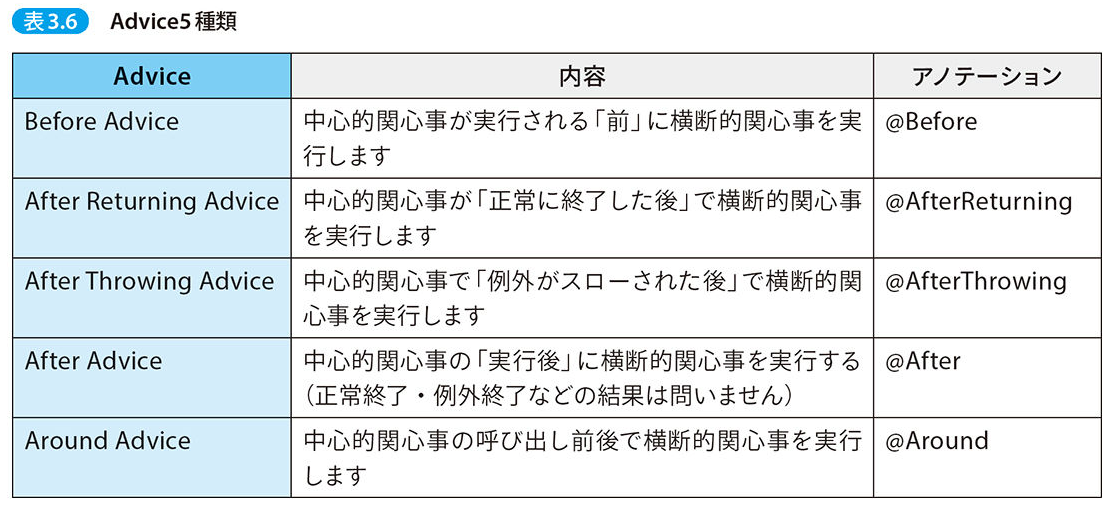 表3.6 Advice5種類
Advice 内容 アノテーション
Before Advice 中心的関心事が実行される「前」に横断的関心事を実 @Before
行します
After Returning Advice 中心的関心事が「正常に終了した後」で横断的関心事 @AfterReturning
を実行します
After Throwing Advice 中心的関心事で「例外がスローされた後」で横断的関 @AfterThrowing
心事を実行します
After Advice 中心的関心事の「実行後」に横断的関心事を実行する @After
（正常終了・例外終了などの結果は問いません）
Around Advice 中心的関心事の呼び出し前後で横断的関心事を実行 @Around
します